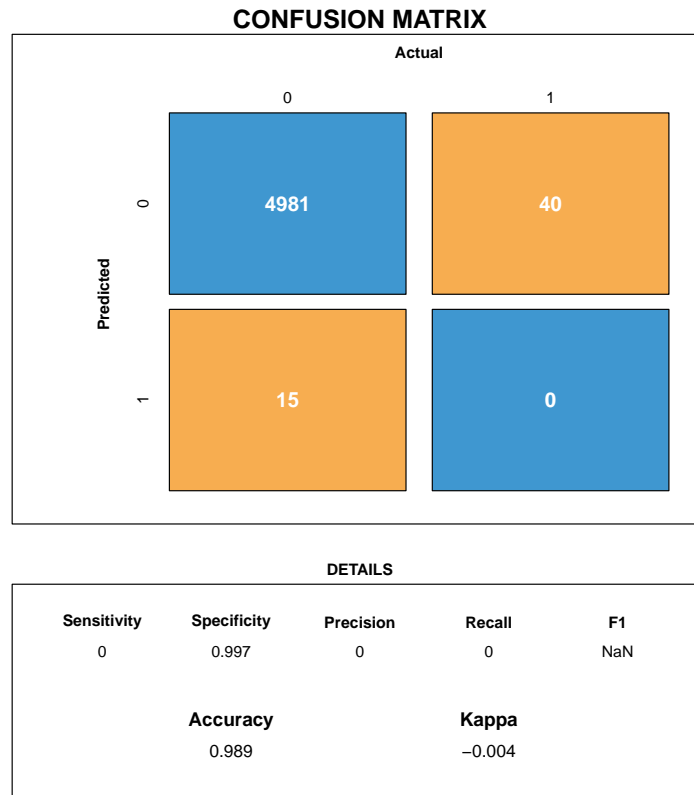 CONFUSION MATRIX
Actual
0 1
0 4981 40
Predicted
1 15 0
DETAILS
Sensitivity Specificity Precision Recall F1
0 0.997 0 0 NaN
Accuracy Kappa
0.989 −0.004